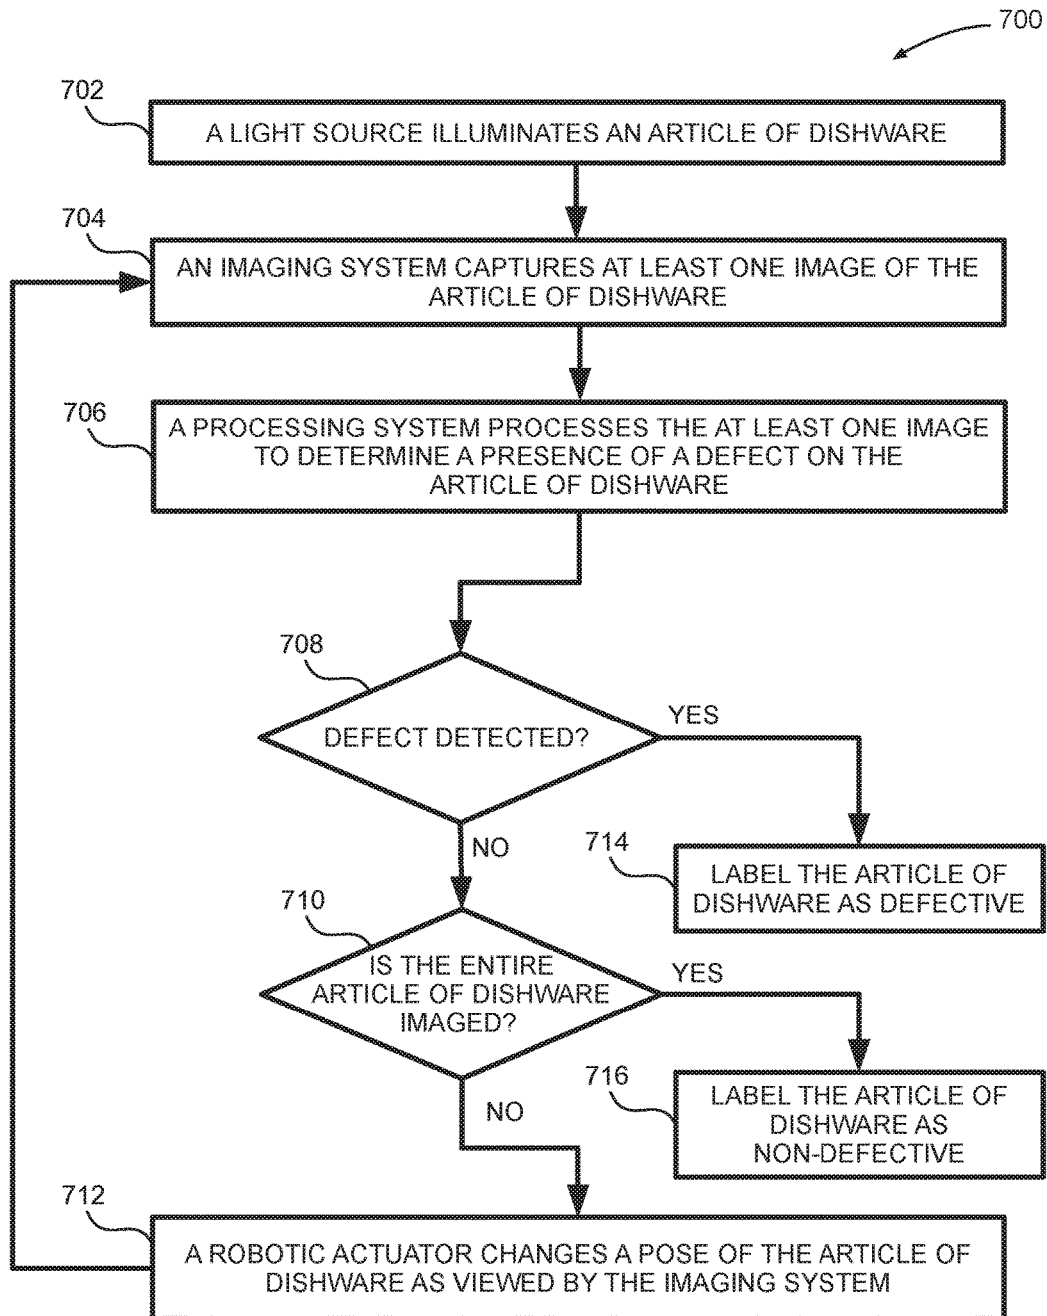 700
702
A LIGHT SOURCE ILLUMINATES AN ARTICLE OF DISHWARE
704
AN IMAGING SYSTEM CAPTURES AT LEAST ONE IMAGE OF THE
ARTICLE OF DISHWARE
706
A PROCESSING SYSTEM PROCESSES THE AT LEAST ONE IMAGE
TO DETERMINE A PRESENCE OF A DEFECT ON THE
ARTICLE OF DISHWARE
708
DEFECT DETECTED?
YES
NO
714
LABEL THE ARTICLE OF
DISHWARE AS DEFECTIVE
710
IS THE ENTIRE
ARTICLE OF DISHWARE
IMAGED?
YES
NO
716
LABEL THE ARTICLE OF
DISHWARE AS
NON-DEFECTIVE
712
A ROBOTIC ACTUATOR CHANGES A POSE OF THE ARTICLE OF
DISHWARE AS VIEWED BY THE IMAGING SYSTEM